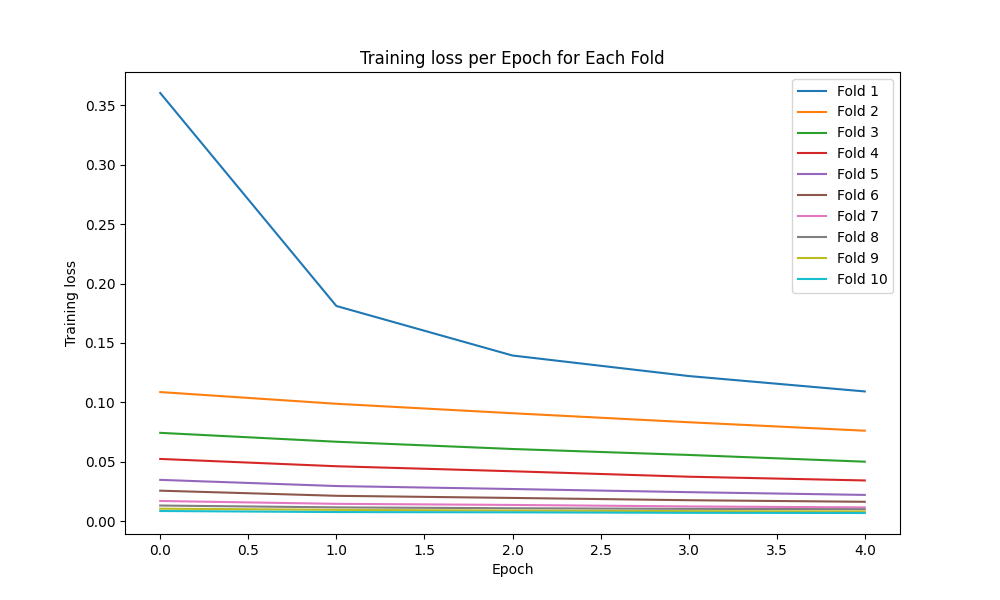 Training loss per Epoch for Each Fold
Training loss
0.35
0.30
0.25
0.20
0.15
0.10
0.05
0.00
Fold 1
Fold 2
Fold 3
Fold 4
Fold 5
Fold 6
Fold 7
Fold 8
Fold 9
Fold 10
0.0 0.5 1.0 1.5 2.0 2.5 3.0 3.5 4.0
Epoch